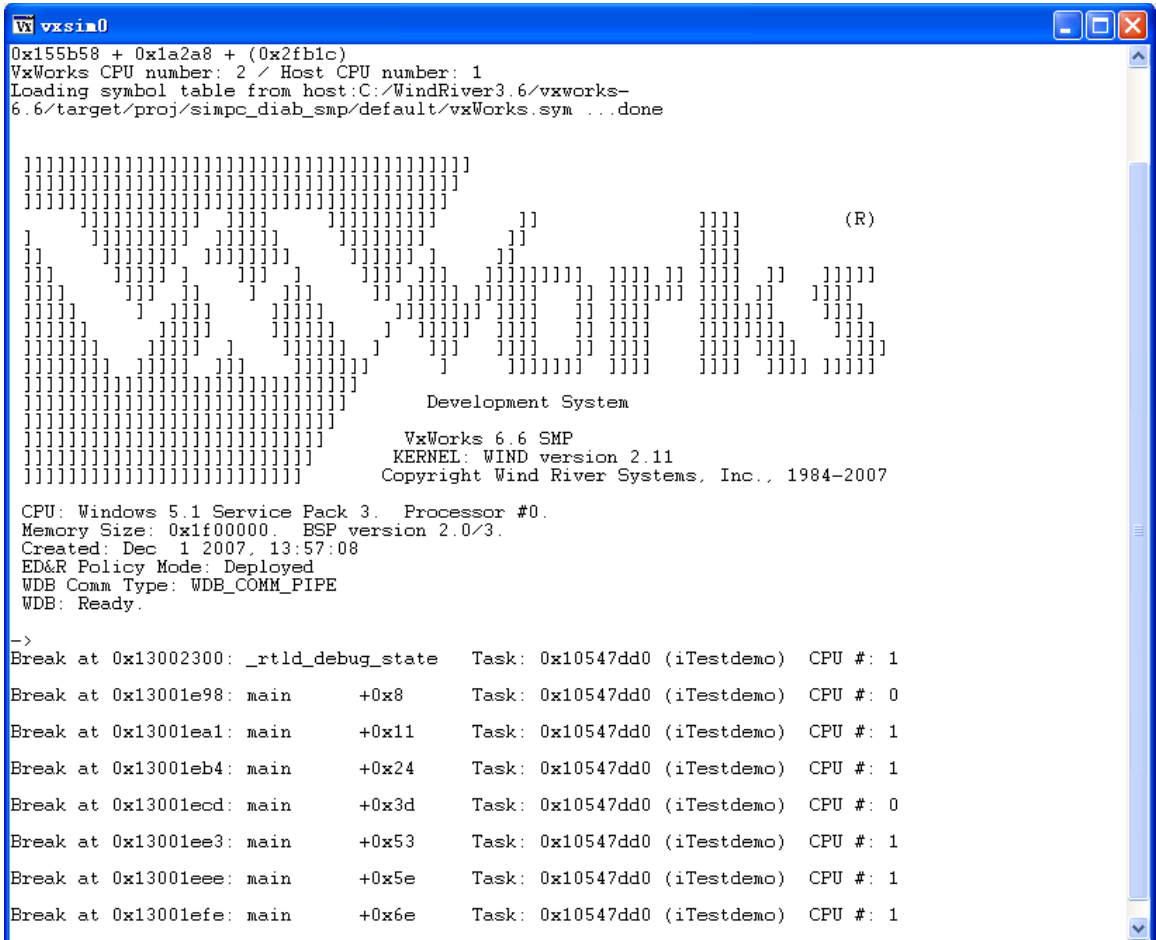 vxsim0
0x155b58 + 0x1a2a8 + (0x2fb1c)
VxWorks CPU number: 2 / Host CPU number: 1
Loading symbol table from host:C:/WindRiver3.6/vxworks-
6.6/target/proj/simpc_diab_smp/default/vxWorks.sym ...done
VxWorks (R)
Development System
VxWorks 6.6 SMP
KERNEL: WIND version 2.11
Copyright Wind River Systems, Inc., 1984-2007
CPU: Windows 5.1 Service Pack 3.  Processor #0.
Memory Size: 0x1f00000.  BSP version 2.0/3.
Created: Dec  1 2007, 13:57:08
ED&R Policy Mode: Deployed
WDB Comm Type: WDB_COMM_PIPE
WDB: Ready.
->
Break at 0x13002300: _rtld_debug_state   Task: 0x10547dd0 (iTestdemo)  CPU #: 1
Break at 0x13001e98: main      +0x8      Task: 0x10547dd0 (iTestdemo)  CPU #: 0
Break at 0x13001ea1: main      +0x11     Task: 0x10547dd0 (iTestdemo)  CPU #: 1
Break at 0x13001eb4: main      +0x24     Task: 0x10547dd0 (iTestdemo)  CPU #: 1
Break at 0x13001ecd: main      +0x3d     Task: 0x10547dd0 (iTestdemo)  CPU #: 0
Break at 0x13001ee3: main      +0x53     Task: 0x10547dd0 (iTestdemo)  CPU #: 1
Break at 0x13001eee: main      +0x5e     Task: 0x10547dd0 (iTestdemo)  CPU #: 1
Break at 0x13001efe: main      +0x6e     Task: 0x10547dd0 (iTestdemo)  CPU #: 1